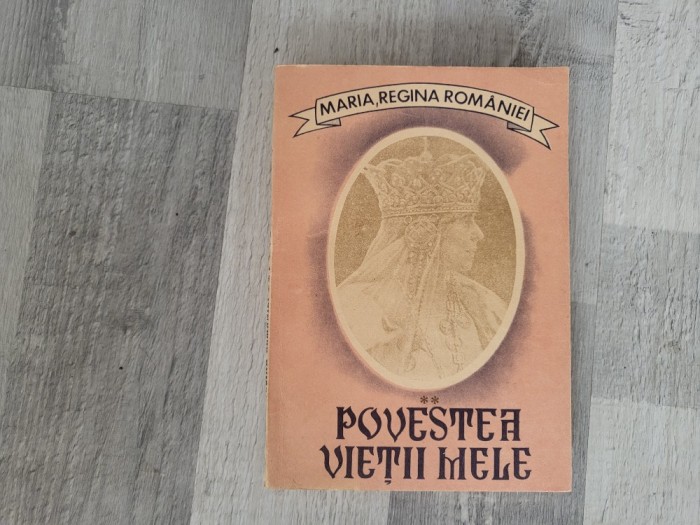 MARIA, REGINA ROMÂNIEI
**
POVESTEA
VIEȚII MELE